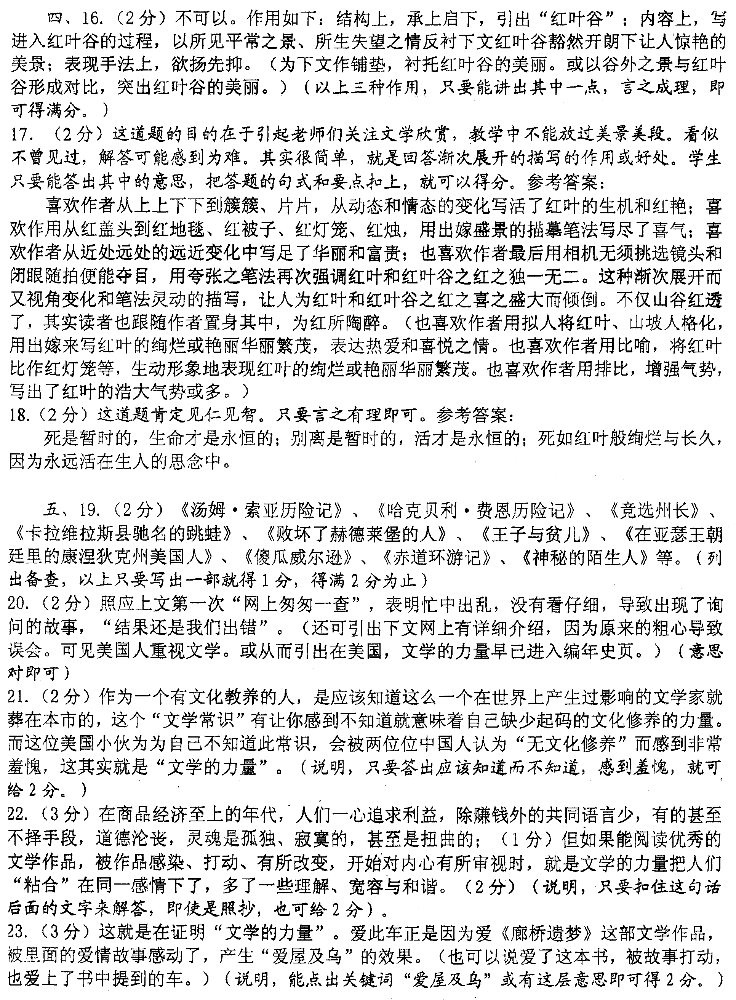 四、16.（2分）不可以。作用如下：结构上，承上启下，引出“红叶谷”；内容上，写
进入红叶谷的过程，以所见平常之景、所生失望之情反衬下文红叶谷豁然开朗下让人惊艳的
美景；表现手法上，欲扬先抑。（为下文作铺垫，衬托红叶谷的美丽。或以谷外之景与红叶
谷形成对比，突出红叶谷的美丽。）（以上三种作用，只要能讲出其中一点，言之成理，即
可得满分。）
17.（2分）这道题的目的在于引起老师们关注文学欣赏，教学中不能放过美景美段。看似
不曾见过，解答可能感到为难。其实很简单，就是回答渐次展开的描写的作用或好处。学生
只要能答出其中的意思，把答题的句式和要点扣上，就可以得分。参考答案：
喜欢作者从上上下下到簇簇、片片，从动态和情态的变化写活了红叶的生机和红艳；喜
欢作用从红盖头到红地毯、红被子、红灯笼、红烛，用出嫁盛景的描摹笔法写尽了喜气；喜
欢作者从近处远处的远近变化中写足了华丽和富贵；也喜欢作者最后用相机无须挑选镜头和
闭眼随拍便能夺目，用夸张之笔法再次强调红叶和红叶谷之红之独一无二。这种渐次展开而
又视角变化和笔法灵动的描写，让人为红叶和红叶谷之红之喜之盛大而倾倒。不仅山谷红透
了，其实读者也跟随作者置身其中，为红所陶醉。（也喜欢作者用拟人将红叶、山坡人格化，
用出嫁来写红叶的绚烂或艳丽华丽繁茂，表达热爱和喜悦之情。也喜欢作者用比喻，将红叶
比作红灯笼等，生动形象地表现红叶的绚烂或艳丽华丽繁茂。也喜欢作者用排比，增强气势，
写出了红叶的浩大气势或多。）
18.（2分）这道题肯定见仁见智。只要言之有理即可。参考答案：
死是暂时的，生命才是永恒的；别离是暂时的，活才是永恒的；死如红叶般绚烂与长久，
因为永远活在生人的思念中。
五、19.（2分）《汤姆·索亚历险记》、《哈克贝利·费恩历险记》、《竞选州长》、
《卡拉维拉斯县驰名的跳蛙》、《败坏了赫德莱堡的人》、《王子与贫儿》、《在亚瑟王朝
廷里的康涅狄克州美国人》、《傻瓜威尔逊》、《赤道环游记》、《神秘的陌生人》等。（列
出备查，以上只要写出一部就得1分，得满2分为止）
20.（2分）照应上文第一次“网上匆匆一查”，表明忙中出乱，没有看仔细，导致出现了询
问的故事，“结果还是我们出错”。（还可引出下文网上有详细介绍，因为原来的粗心导致
误会。可见美国人重视文学。或从而引出在美国，文学的力量早已进入编年史页。）（意思
对即可）
21.（2分）作为一个有文化教养的人，是应该知道这么一个在世界上产生过影响的文学家就
葬在本市的，这个“文学常识”有让你感到不知道就意味着自己缺少起码的文化修养的力量。
而这位美国小伙为为自己不知道此常识，会被两位位中国人认为“无文化修养”而感到非常
羞愧，这其实就是“文学的力量”。（说明，只要答出应该知道而不知道，感到羞愧，就可
给2分。）
22.（3分）在商品经济至上的年代，人们一心追求利益，除赚钱外的共同语言少，有的甚至
不择手段，道德沦丧，灵魂是孤独、寂寞的，甚至是扭曲的；（1分）但如果能阅读优秀的
文学作品，被作品感染、打动、有所改变，开始对内心有所审视时，就是文学的力量把人们
“粘合”在同一感情下了，多了一些理解、宽容与和谐。（2分）（说明，只要扣住这句话
后面的文字来解答，即使是照抄，也可给2分）。
23.（3分）这就是在证明“文学的力量”。爱此车正是因为爱《廊桥遗梦》这部文学作品，
被里面的爱情故事感动了，产生“爱屋及乌”的效果。（也可以说爱了这本书，被故事打动，
也爱上了书中提到的车。）（说明，能点出关键词“爱屋及乌”或有这层意思即可得2分。）